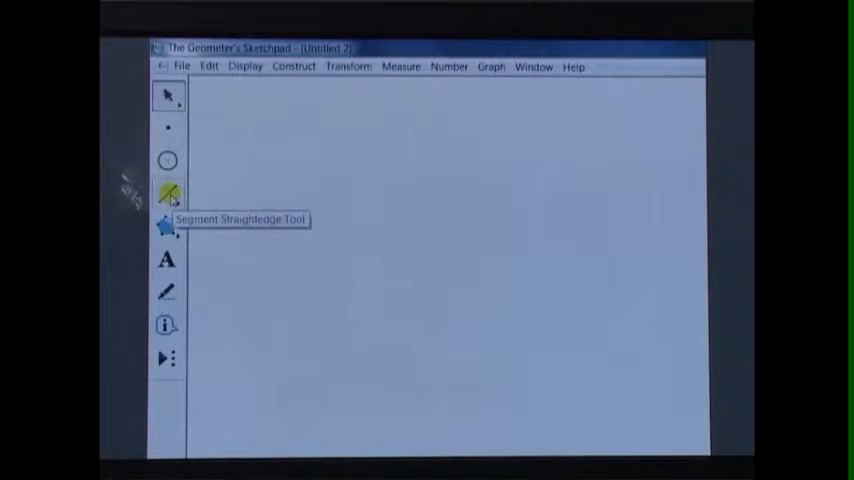 The Geometer's Sketchpad - [Untitled 2]
File Edit Display Construct Transform Measure Number Graph Window Help
Segment Straightedge Tool
A